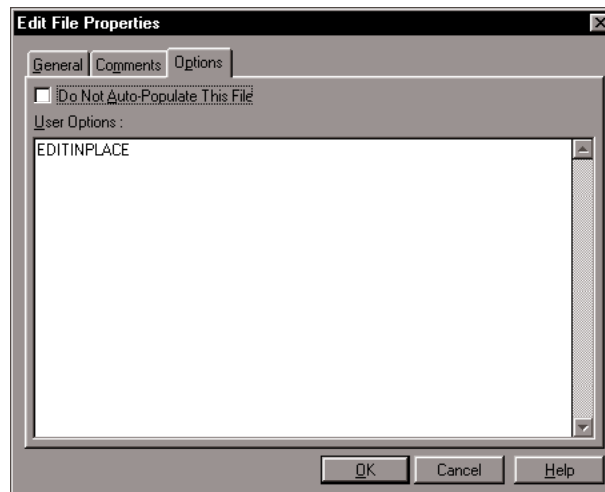 Edit File Properties
General Comments Options
Do Not Auto-Populate This File
User Options :
EDITINPLACE
OK Cancel Help